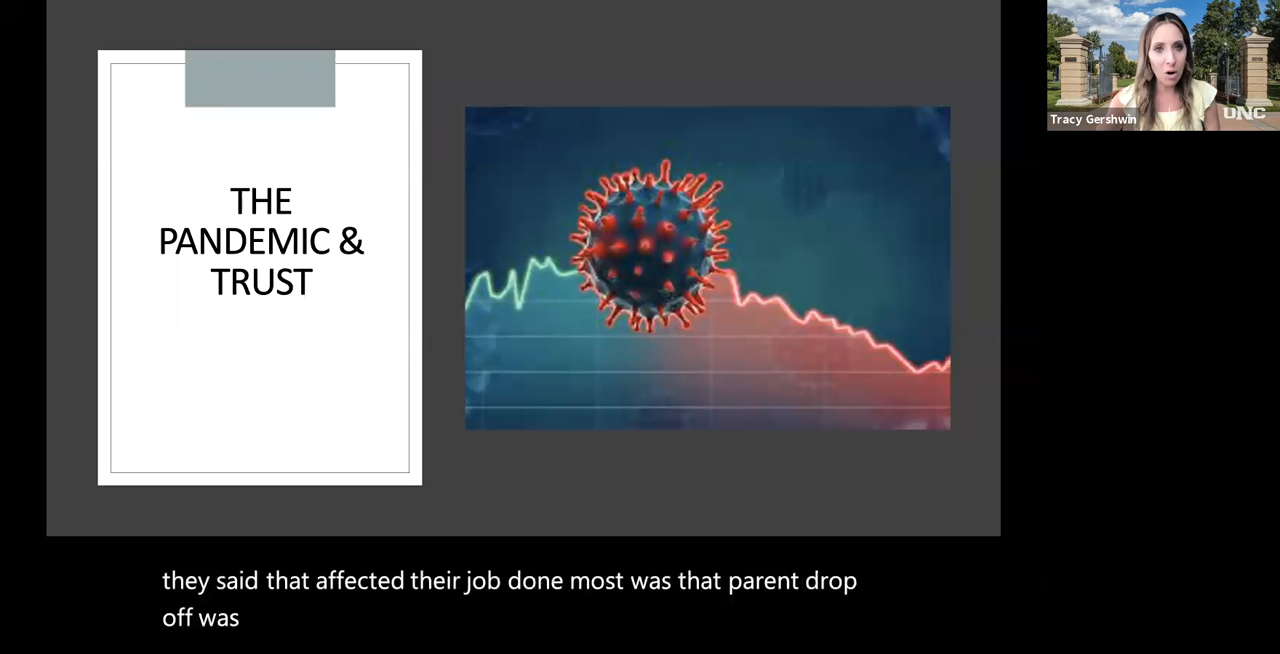 THE
PANDEMIC &
TRUST
Tracy Gershwin
UNC
they said that affected their job done most was that parent drop
off was